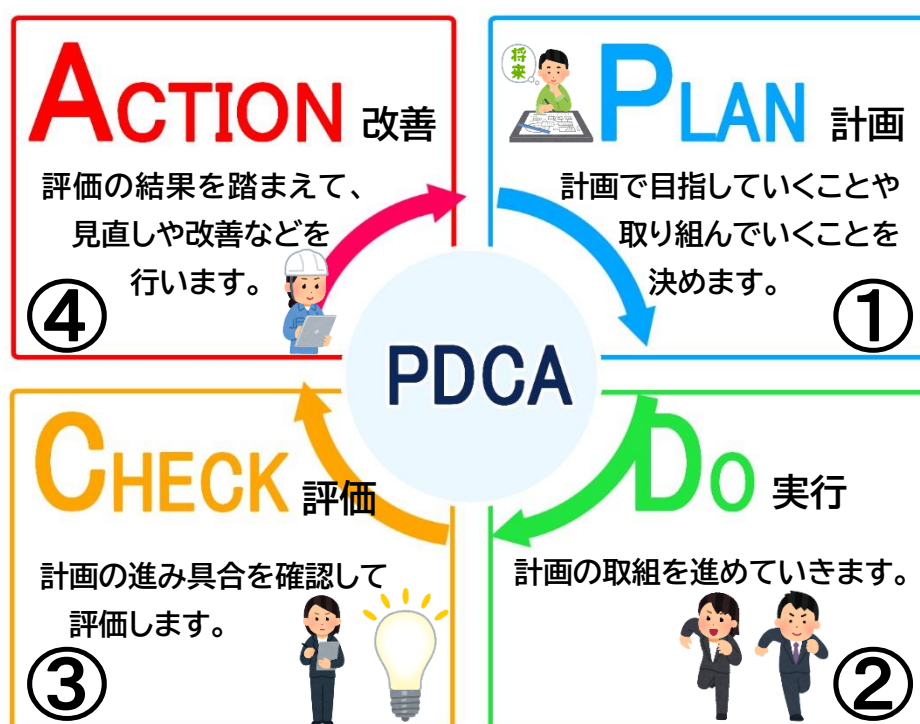 PLAN 計画
将来
計画で目指していくことや
取り組んでいくことを
決めます。
①
DO 実行
計画の取組を進めていきます。
②
CHECK 評価
計画の進み具合を確認して
評価します。
③
ACTION 改善
評価の結果を踏まえて、
見直しや改善などを
行います。
④
PDCA